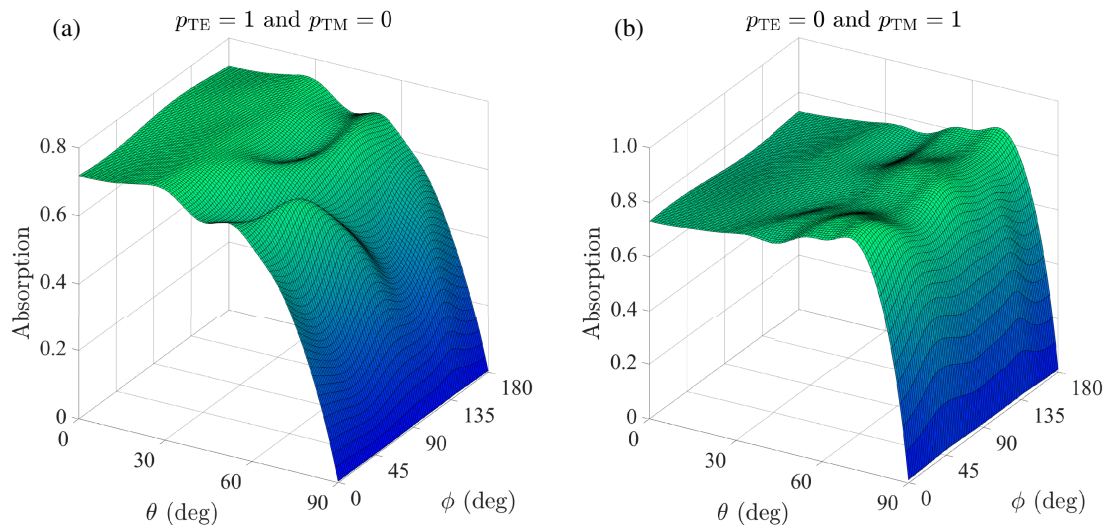 (a)
p_TE = 1 and p_TM = 0
0.8
0.6
0.4
0.2
0
Absorption
0
30
60
90
θ (deg)
0
45
90
135
180
ϕ (deg)
(b)
p_TE = 0 and p_TM = 1
1.0
0.8
0.6
0.4
0.2
0
Absorption
0
30
60
90
θ (deg)
0
45
90
135
180
ϕ (deg)